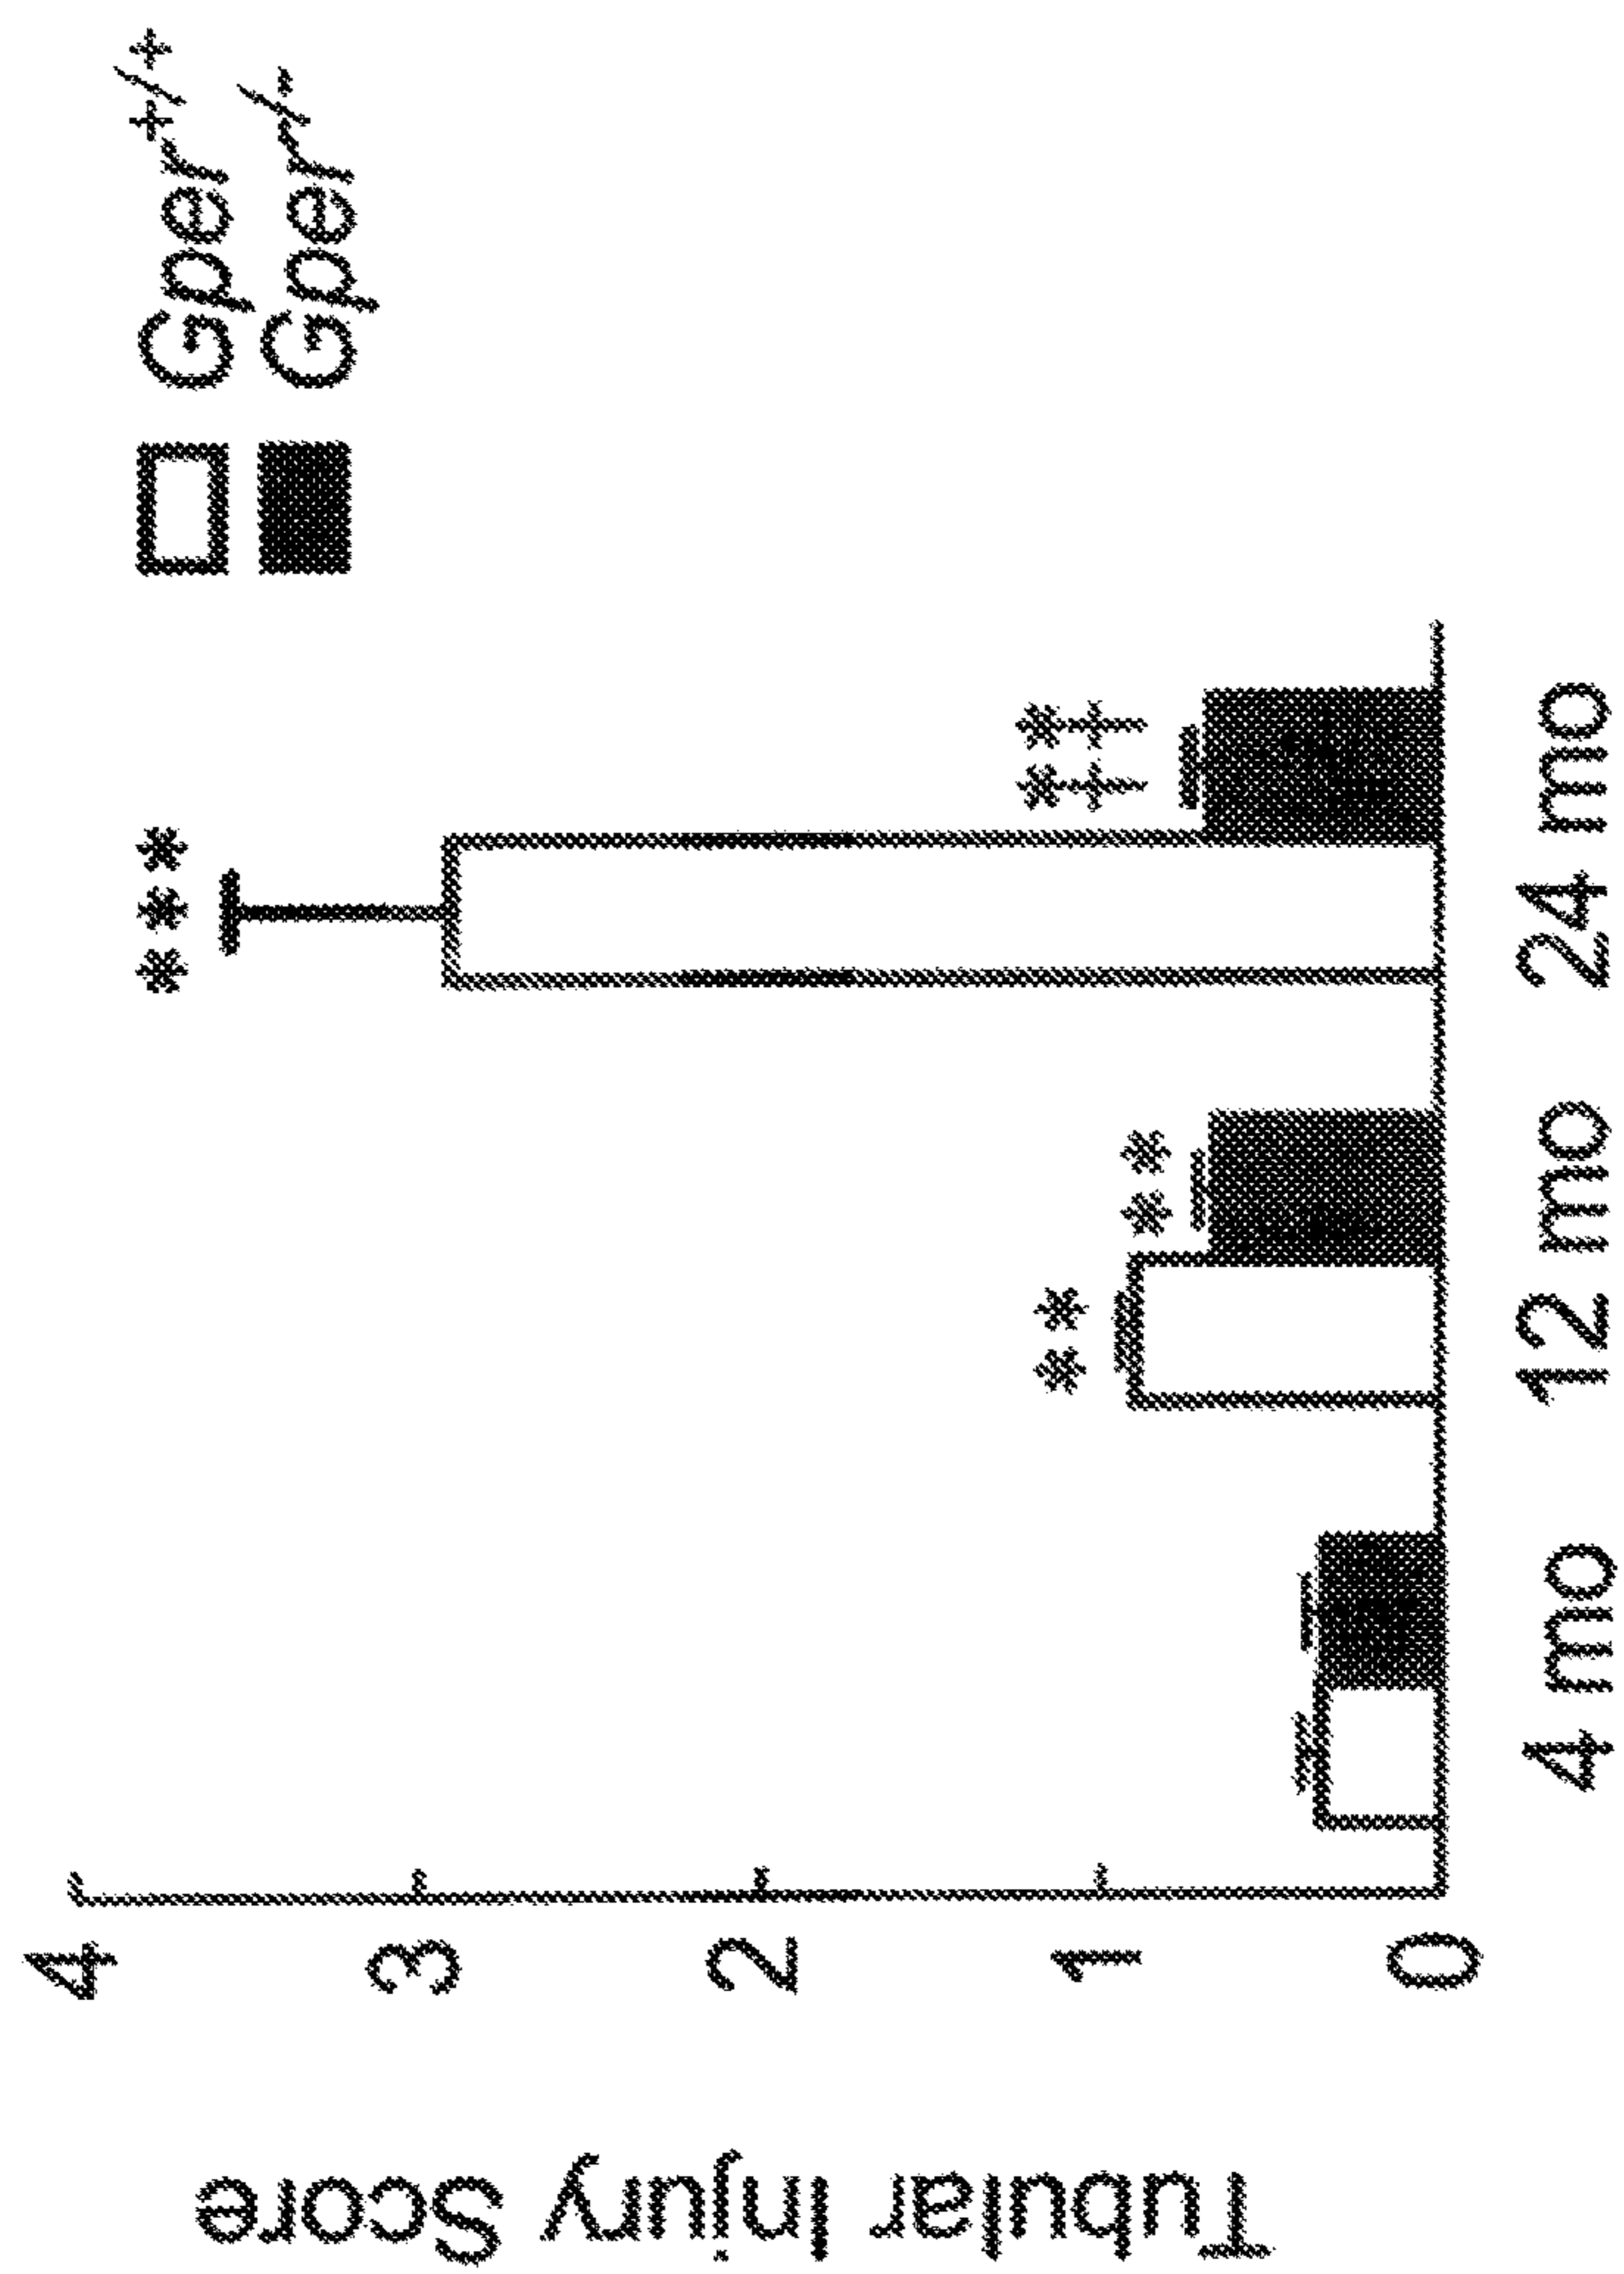 Gper+/+
Gper-/-
Tubular Injury Score
4
3
2
1
0
***
**
**
**
††
4 mo 12 mo 24 mo